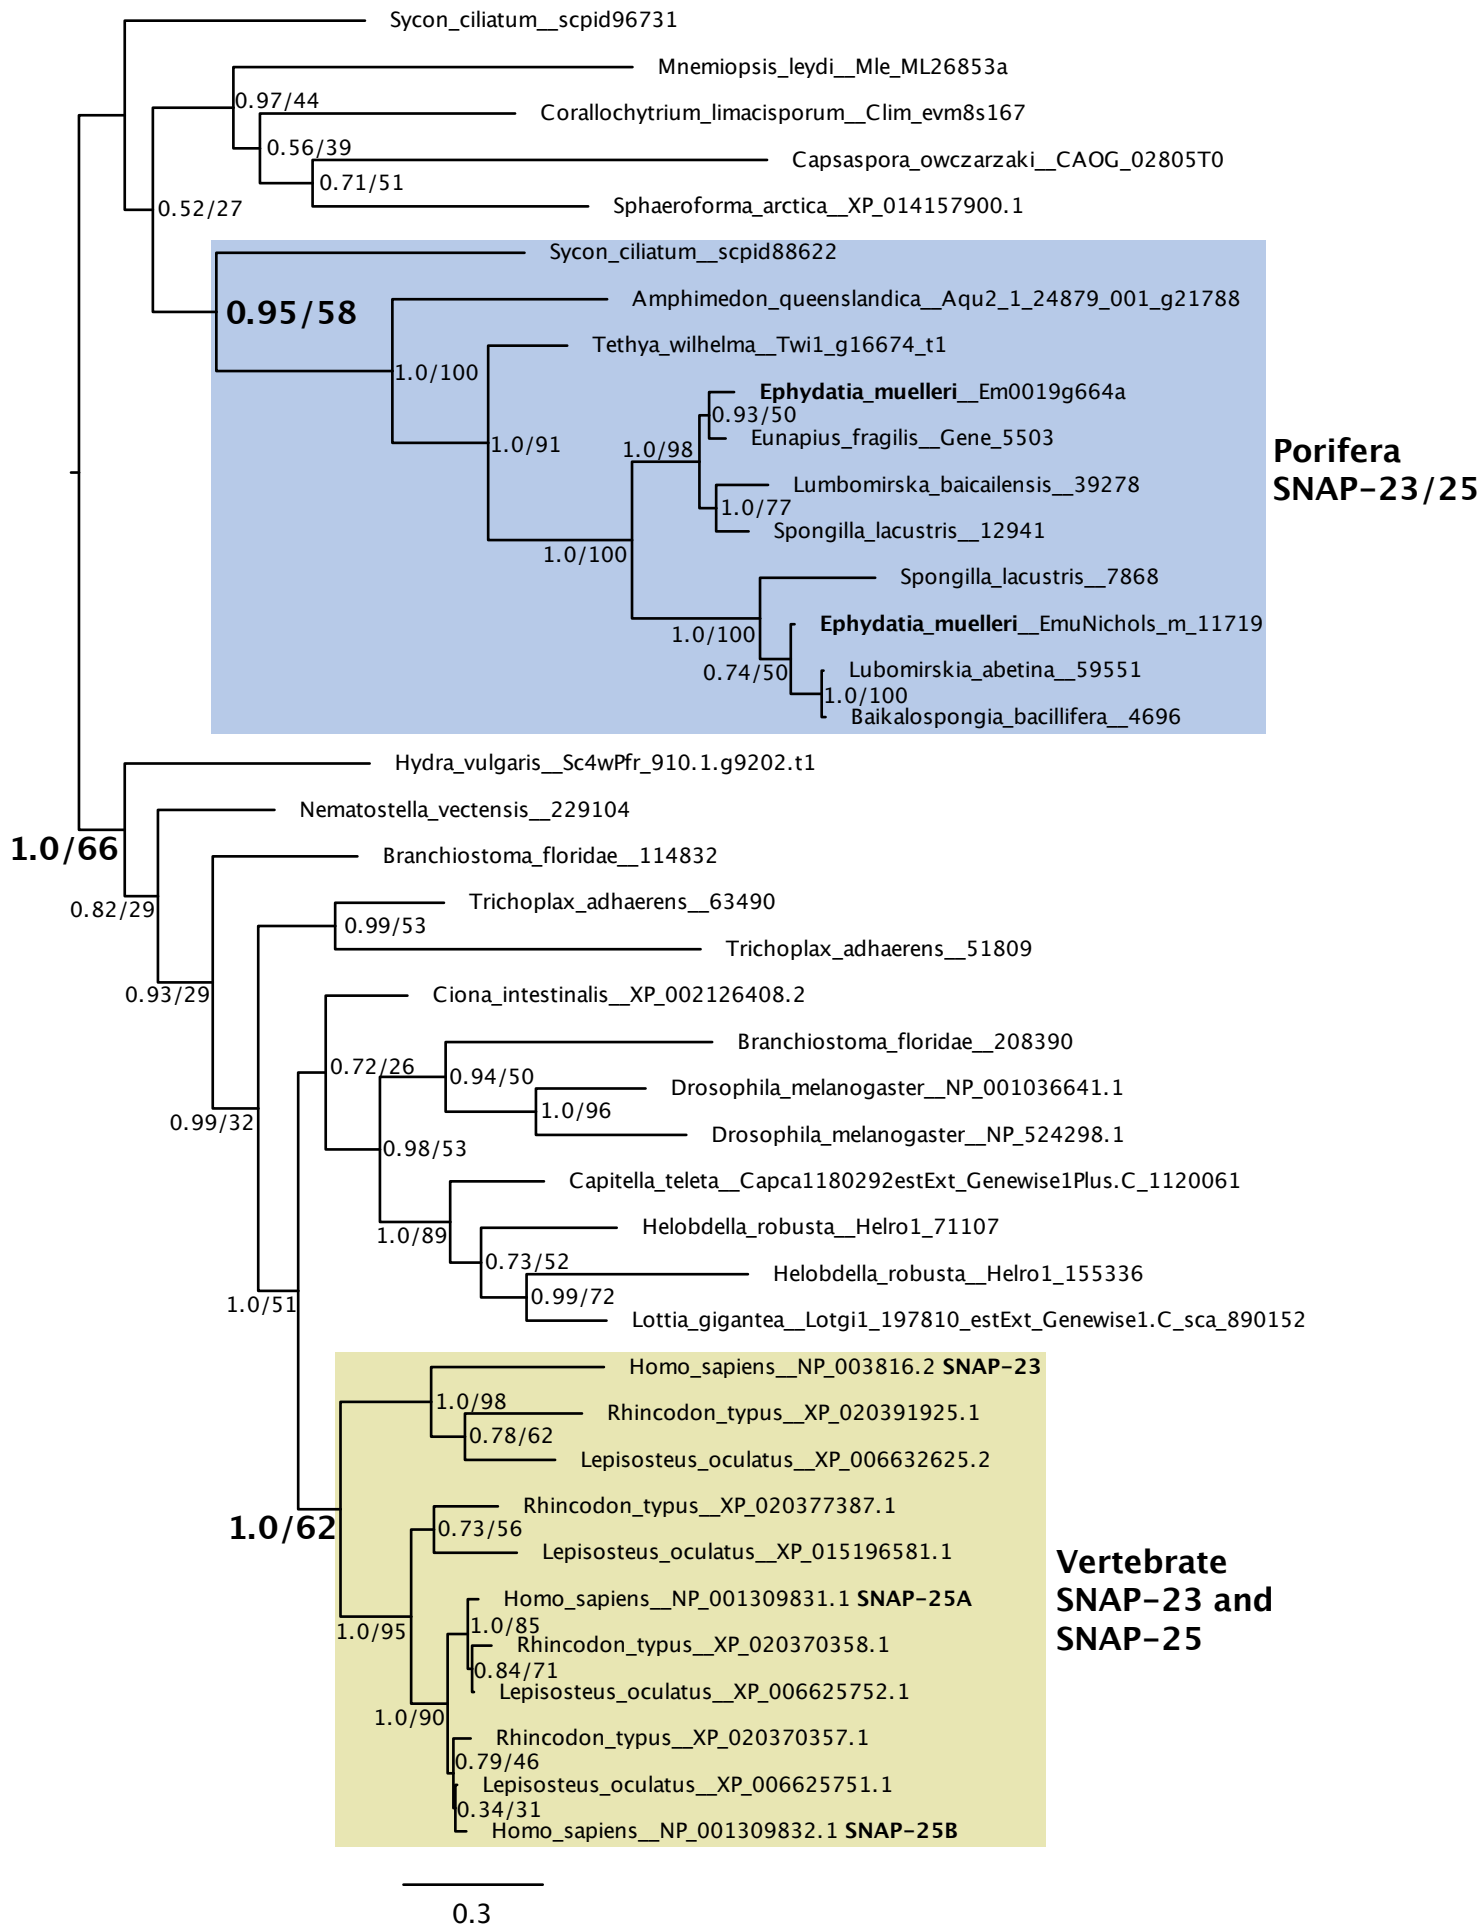 Sycon_ciliatum__scpid96731
Mnemiopsis_leydi__Mle_ML26853a
0.97/44
Corallochytrium_limacisporum__Clim_evm8s167
0.56/39
Capsaspora_owczarzaki__CAOG_02805T0
0.71/51
Sphaeroforma_arctica__XP_014157900.1
0.52/27
Sycon_ciliatum__scpid88622
0.95/58
Amphimedon_queenslandica__Aqu2_1_24879_001_g21788
Tethya_wilhelma__Twi1_g16674_t1
1.0/100
Ephydatia_muelleri__Em0019g664a
0.93/50
Eunapius_fragilis__Gene_5503
1.0/91
1.0/98
Porifera
SNAP-23/25
Lumbomirska_baicailensis__39278
1.0/77
Spongilla_lacustris__12941
1.0/100
Spongilla_lacustris__7868
Ephydatia_muelleri__EmuNichols_m_11719
1.0/100
0.74/50
Lubomirskia_abetina__59551
1.0/100
Baikalospongia_bacillifera__4696
Hydra_vulgaris__Sc4wPfr_910.1.g9202.t1
Nematostella_vectensis__229104
1.0/66
Branchiostoma_floridae__114832
0.82/29
Trichoplax_adhaerens__63490
0.99/53
Trichoplax_adhaerens__51809
0.93/29
Ciona_intestinalis__XP_002126408.2
Branchiostoma_floridae__208390
0.72/26
0.94/50
Drosophila_melanogaster__NP_001036641.1
1.0/96
0.99/32
Drosophila_melanogaster__NP_524298.1
0.98/53
Capitella_teleta__Capca1180292estExt_Genewise1Plus.C_1120061
Helobdella_robusta__Helro1_71107
1.0/89
0.73/52
Helobdella_robusta__Helro1_155336
0.99/72
1.0/51
Lottia_gigantea__Lotgi1_197810_estExt_Genewise1.C_sca_890152
Homo_sapiens__NP_003816.2 SNAP-23
1.0/98
Rhincodon_typus__XP_020391925.1
0.78/62
Lepisosteus_oculatus__XP_006632625.2
Rhincodon_typus__XP_020377387.1
1.0/62
0.73/56
Lepisosteus_oculatus__XP_015196581.1
Vertebrate
SNAP-23 and
SNAP-25
Homo_sapiens__NP_001309831.1 SNAP-25A
1.0/85
1.0/95
Rhincodon_typus__XP_020370358.1
0.84/71
Lepisosteus_oculatus__XP_006625752.1
1.0/90
Rhincodon_typus__XP_020370357.1
0.79/46
Lepisosteus_oculatus__XP_006625751.1
0.34/31
Homo_sapiens__NP_001309832.1 SNAP-25B
0.3